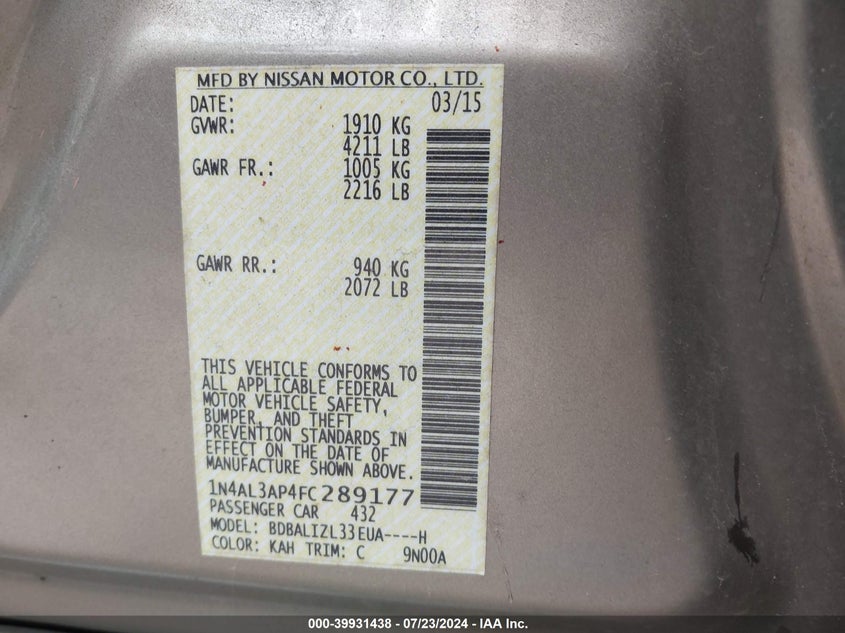 MFD BY NISSAN MOTOR CO., LTD.
DATE: 03/15
GVWR: 1910 KG
4211 LB
GAWR FR.: 1005 KG
2216 LB
GAWR RR.: 940 KG
2072 LB
THIS VEHICLE CONFORMS TO
ALL APPLICABLE FEDERAL
MOTOR VEHICLE SAFETY,
BUMPER, AND THEFT
PREVENTION STANDARDS IN
EFFECT ON THE DATE OF
MANUFACTURE SHOWN ABOVE.
1N4AL3AP4FC289177
PASSENGER CAR 432
MODEL: BDBALIZL33EUA----H
COLOR: KAH TRIM: C 9N00A
000-39931438 - 07/23/2024 - IAA Inc.